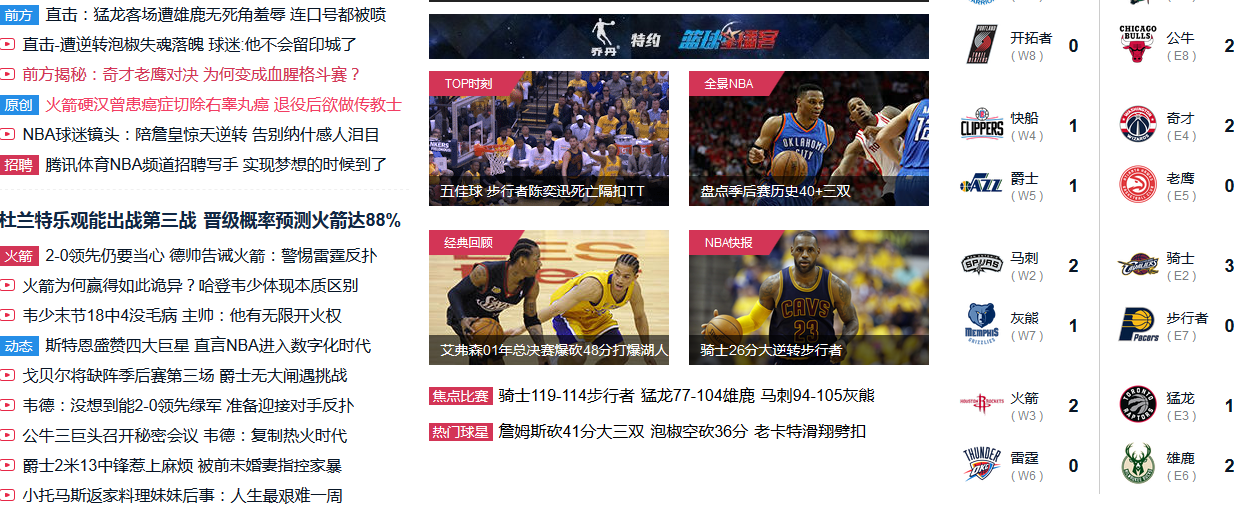 前方 直击：猛龙客场遭雄鹿无死角羞辱 连口号都被喷
直击-遭逆转泡椒失魂落魄 球迷:他不会留印城了
前方揭秘：奇才老鹰对决 为何变成血腥格斗赛？
原创 火箭硬汉曾患癌症切除右睾丸癌 退役后欲做传教士
NBA球迷镜头：陪詹皇惊天逆转 告别纳什感人泪目
招聘 腾讯体育NBA频道招聘写手 实现梦想的时候到了
杜兰特乐观能出战第三战 晋级概率预测火箭达88%
火箭 2-0领先仍要当心 德帅告诫火箭：警惕雷霆反扑
火箭为何赢得如此诡异？哈登韦少体现本质区别
韦少末节18中4没毛病 主帅：他有无限开火权
动态 斯特恩盛赞四大巨星 直言NBA进入数字化时代
戈贝尔将缺阵季后赛第三场 爵士无大闸遇挑战
韦德：没想到能2-0领先绿军 准备迎接对手反扑
公牛三巨头召开秘密会议 韦德：复制热火时代
爵士2米13中锋惹上麻烦 被前未婚妻指控家暴
小托马斯返家料理妹妹后事：人生最艰难一周
乔丹 特约 篮球全播客
TOP时刻
五佳球 步行者陈奕迅死亡隔扣TT
全景NBA
OKLAHOMA CITY
盘点季后赛历史40+三双
经典回顾
艾弗森01年总决赛爆砍48分打爆湖人
NBA快报
CAVS
23
骑士26分大逆转步行者
焦点比赛 骑士119-114步行者 猛龙77-104雄鹿 马刺94-105灰熊
热门球星 詹姆斯砍41分大三双 泡椒空砍36分 老卡特滑翔劈扣
开拓者 0
( W8 )
CHICAGO BULLS
公牛 2
( E8 )
CLIPPERS
快船 1
( W4 )
WIZARDS
奇才 2
( E4 )
JAZZ
爵士 1
( W5 )
老鹰 0
( E5 )
SPURS
马刺 2
( W2 )
CAVALIERS
骑士 3
( E2 )
MEMPHIS GRIZZLIES
灰熊 1
( W7 )
Pacers
步行者 0
( E7 )
HOUSTON ROCKETS
火箭 2
( W3 )
TORONTO RAPTORS
猛龙 1
( E3 )
THUNDER
雷霆 0
( W6 )
雄鹿 2
( E6 )